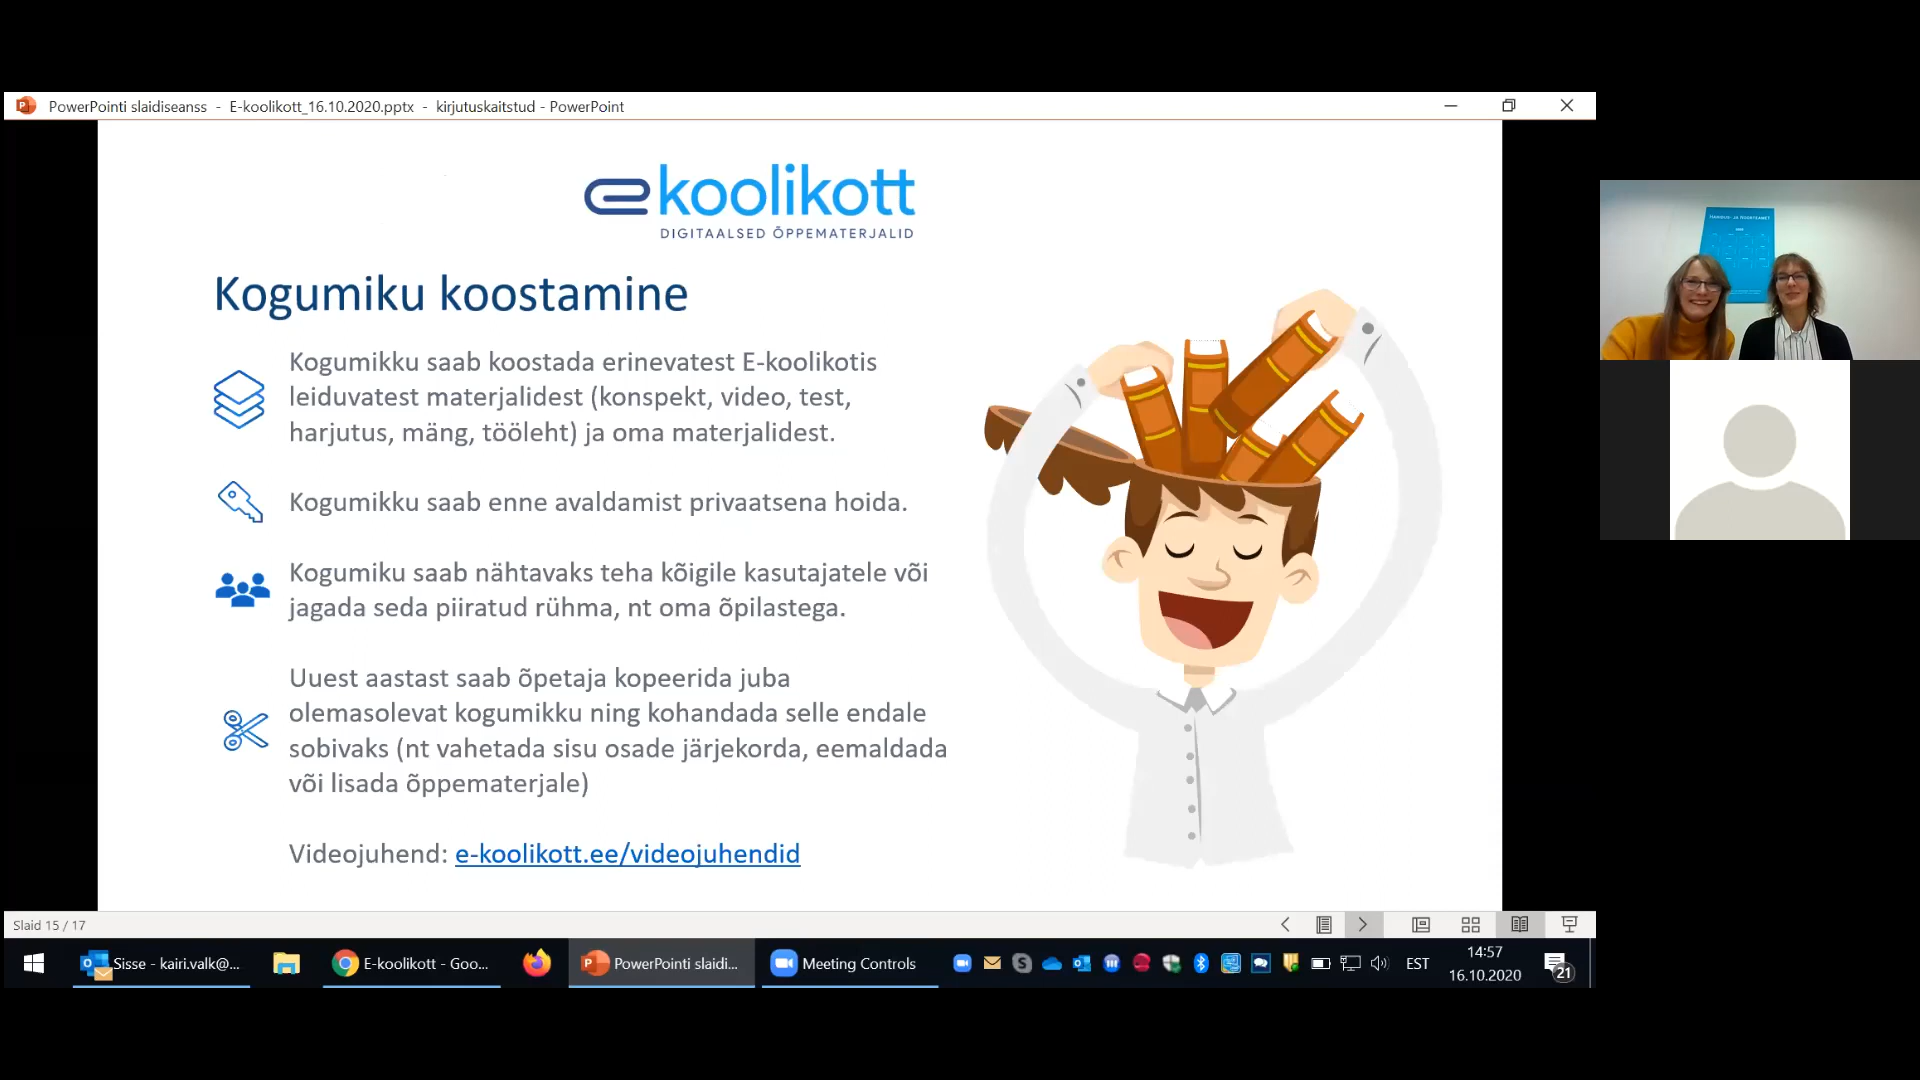 PowerPointi slaidiseanss - E-koolikott_16.10.2020.pptx - kirjutuskaitstud - PowerPoint
ekoolikott
DIGITAALSED ÕPPEMATERJALID
Kogumiku koostamine
Kogumikku saab koostada erinevatest E-koolikotis
leiduvatest materjalidest (konspekt, video, test,
harjutus, mäng, tööleht) ja oma materjalidest.
Kogumikku saab enne avaldamist privaatsena hoida.
Kogumiku saab nähtavaks teha kõigile kasutajatele või
jagada seda piiratud rühma, nt oma õpilastega.
Uuest aastast saab õpetaja kopeerida juba
olemasolevat kogumikku ning kohandada selle endale
sobivaks (nt vahetada sisu osade järjekorda, eemaldada
või lisada õppematerjale)
Videojuhend: e-koolikott.ee/videojuhendid
Slaid 15 / 17
Sisse - kairi.valk@...
E-koolikott - Goo...
PowerPointi slaidi...
Meeting Controls
EST
14:57
16.10.2020
21